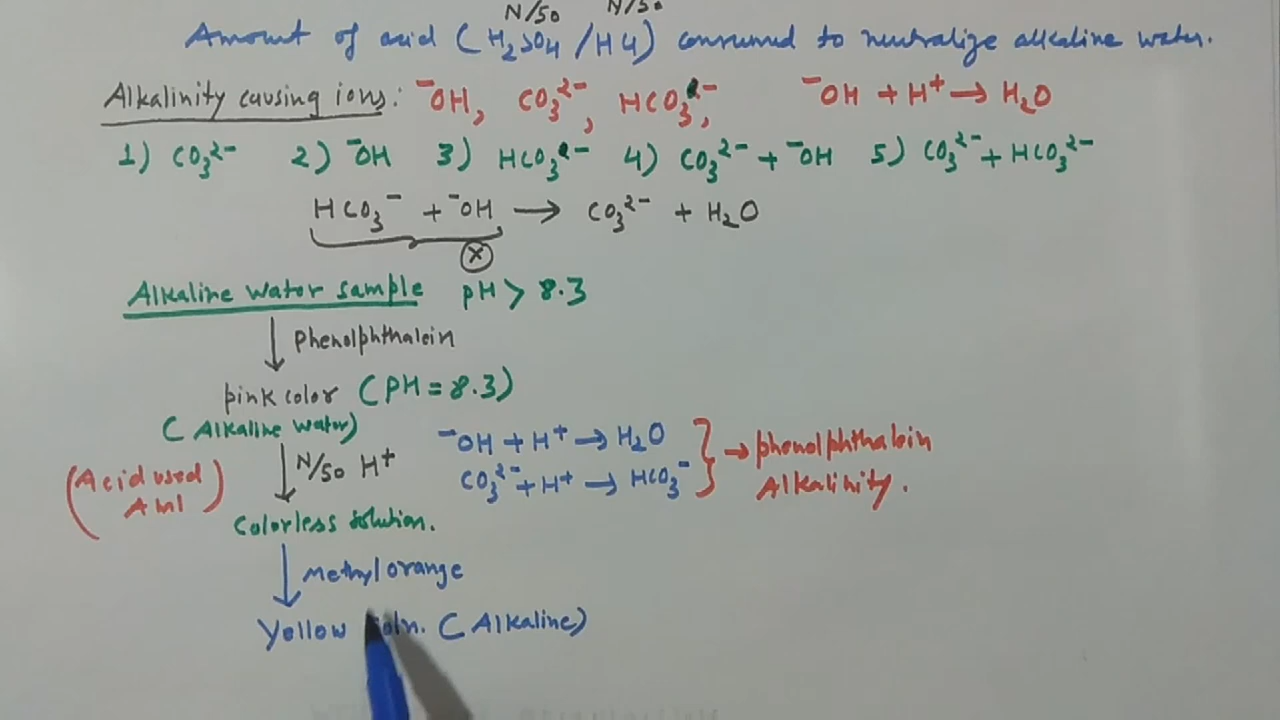 N/50 N/50
Amount of acid (H₂SO₄ / HCl) consumed to neutralize alkaline water.
Alkalinity causing ions: ⁻OH, CO₃²⁻, HCO₃⁻, ⁻OH + H⁺ → H₂O
1) CO₃²⁻ 2) ⁻OH 3) HCO₃⁻ 4) CO₃²⁻ + ⁻OH 5) CO₃²⁻ + HCO₃²⁻
HCO₃⁻ + ⁻OH → CO₃²⁻ + H₂O
ⓧ
Alkaline water sample pH > 8.3
↓ Phenolphthalein
pink color (PH = 8.3)
(Alkaline water)
⁻OH + H⁺ → H₂O
↓ N/50 H⁺
CO₃²⁻ + H⁺ → HCO₃⁻
} → phenolphthalein
Alkalinity.
(Acid used
A ml)
Colorless solution.
↓ Methyl orange
Yellow soln. (Alkaline)